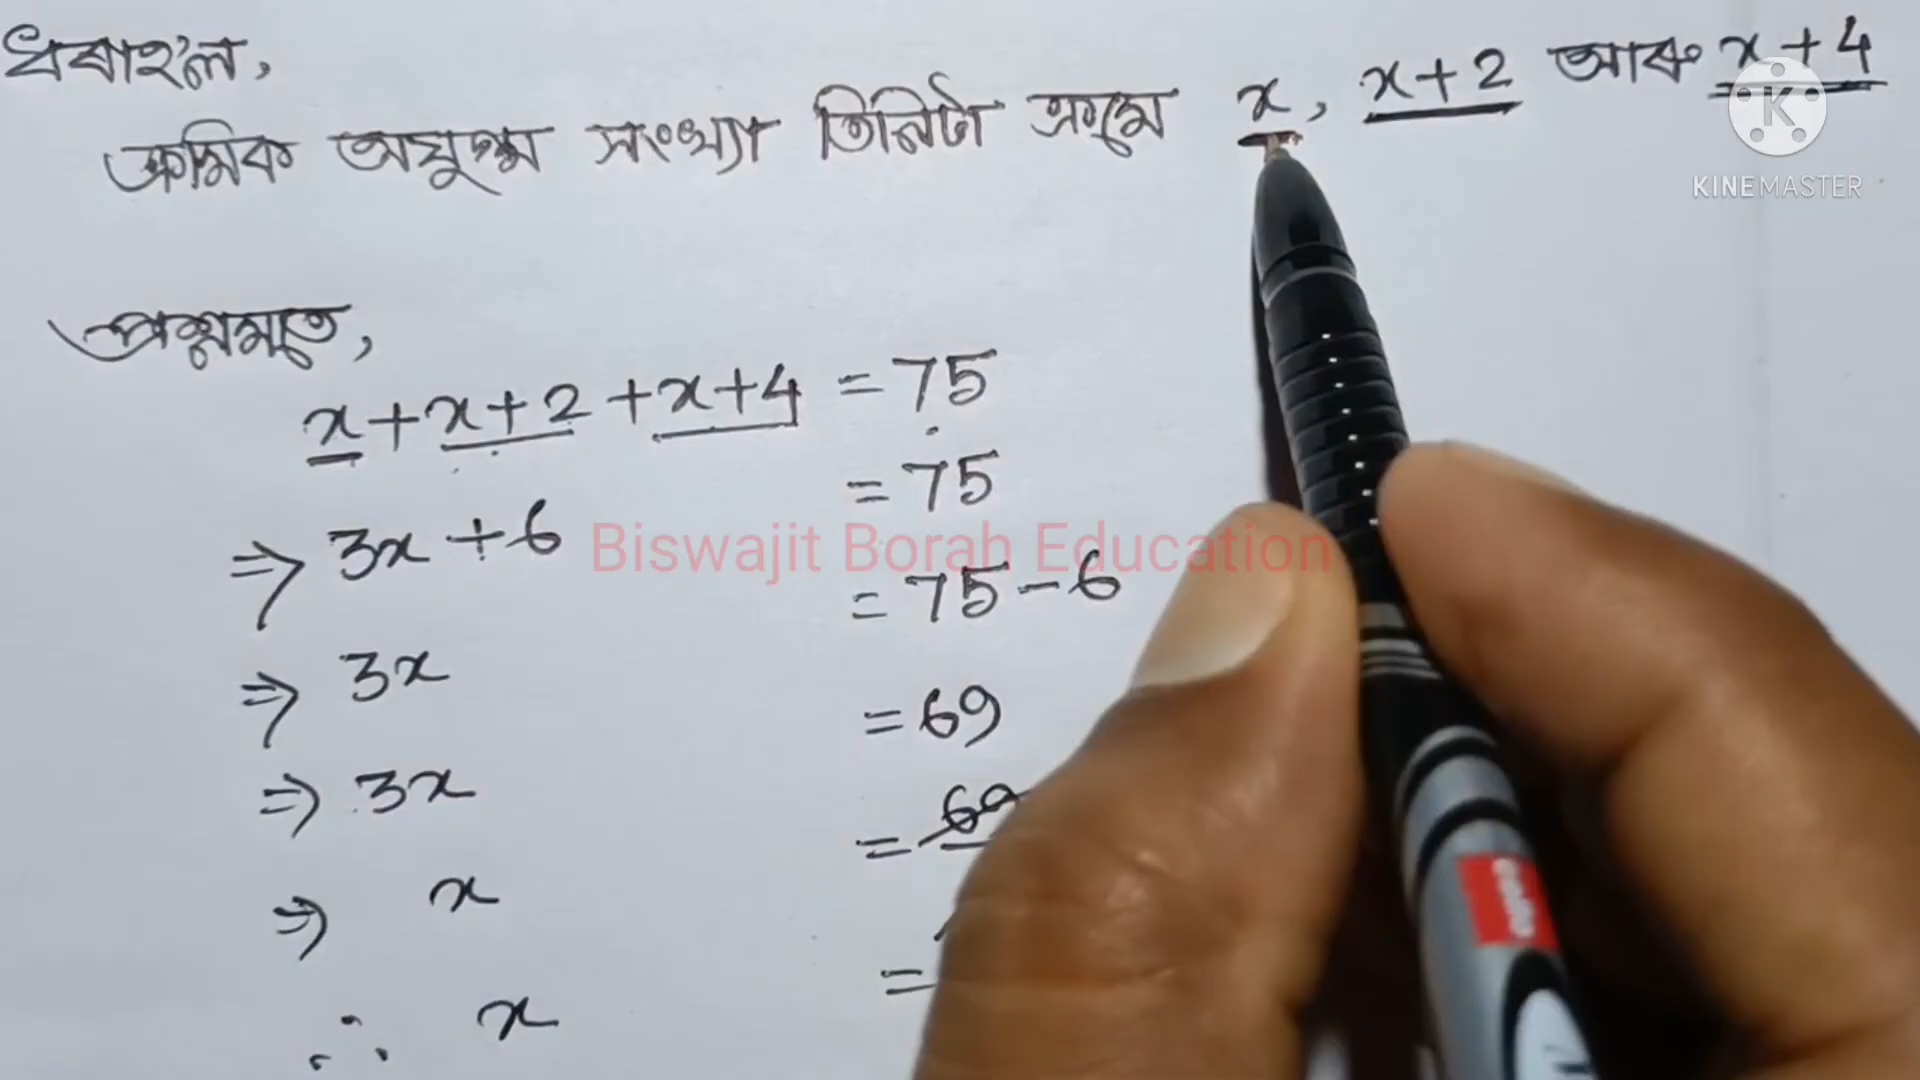 ধৰাহ'ল,
ক্ৰমিক অযুগ্ম সংখ্যা তিনিটা ক্ৰমে x, x+2 আৰু x+4
KINEMASTER
প্ৰশ্নমতে,
x+x+2+x+4 = 75
⇒ 3x+6 = 75
Biswajit Borah Education
⇒ 3x = 75-6
⇒ 3x = 69
⇒ x = 69
∴ x =